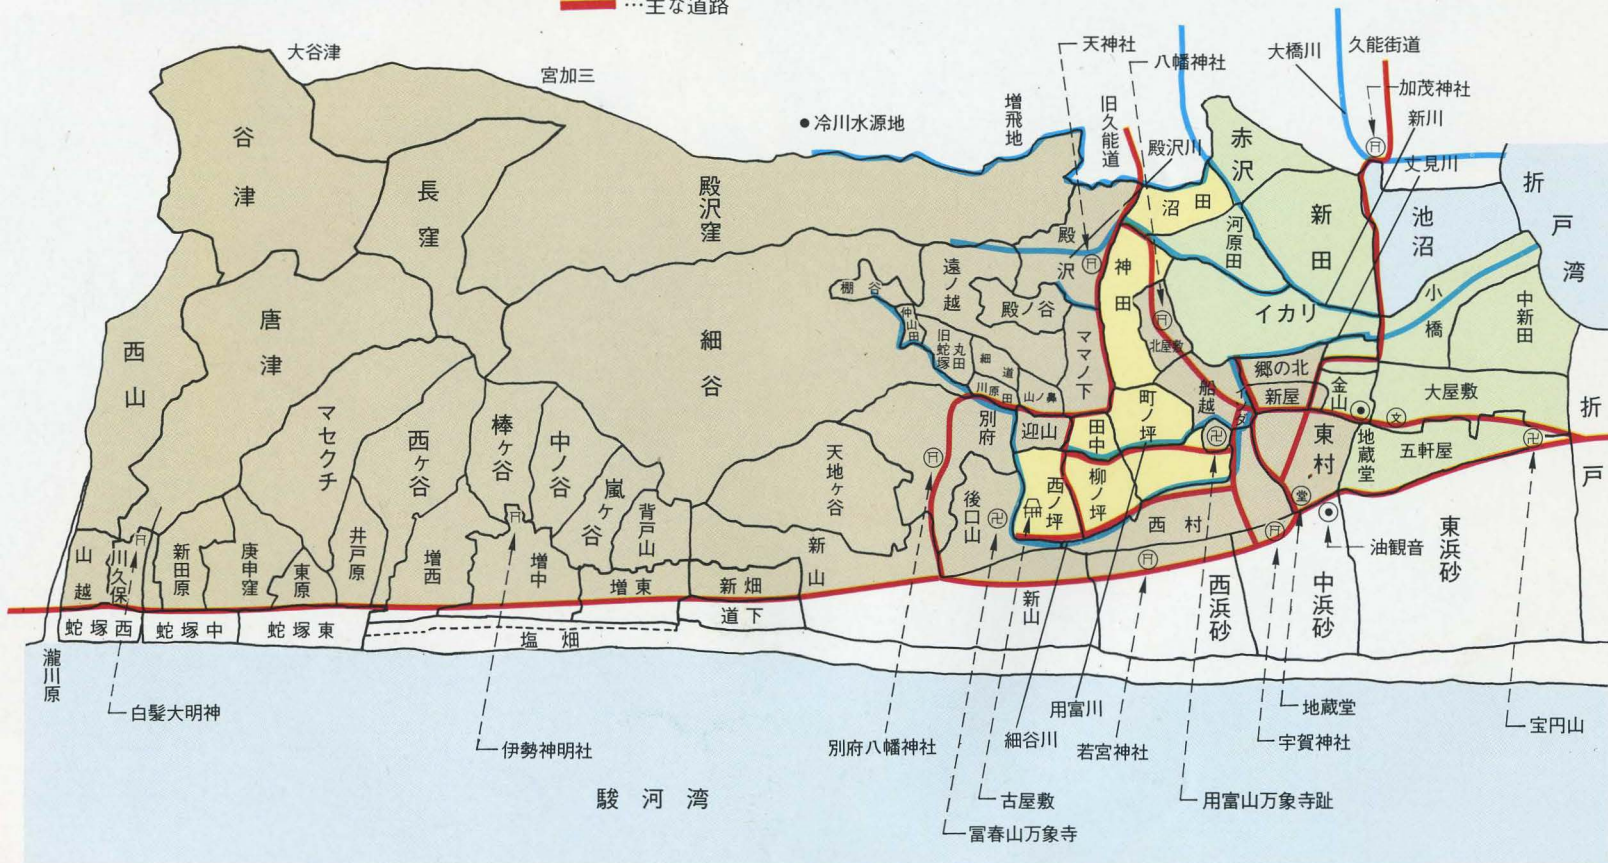 …主な道路
大谷津
宮加三
冷川水源地
増飛地
旧久能道
天神社
八幡神社
大橋川
久能街道
加茂神社
新川
丈見川
殿沢川
谷津
長窪
殿沢窪
赤沢
沼田
河原田
新田
池沼
折戸湾
西山
唐津
細谷
遠ノ越
殿沢
殿ノ谷
棚谷
仲山田
旧蛇塚
丸田
細道
川原田
山ノ鼻
ママノ下
神田
北屋敷
イカリ
小橋
中新田
マセクチ
西ヶ谷
棒ヶ谷
中ノ谷
嵐ヶ谷
背戸山
天地ヶ谷
別府
迎山
田中
町ノ坪
船越
イノダ
郷の北
新屋
金山
大屋敷
文
折戸
東村
地蔵堂
五軒屋
後口山
西ノ坪
柳ノ坪
西村
堂
油観音
東浜砂
山越
川久保
新田原
庚申窪
東原
井戸原
増西
増中
増東
新畑
新山
蛇塚西
蛇塚中
蛇塚東
塩畑
道下
新山
西浜砂
中浜砂
瀧川原
白髪大明神
伊勢神明社
別府八幡神社
細谷川
用富川
若宮神社
宇賀神社
地蔵堂
宝円山
古屋敷
冨春山万象寺
用富山万象寺趾
駿河湾